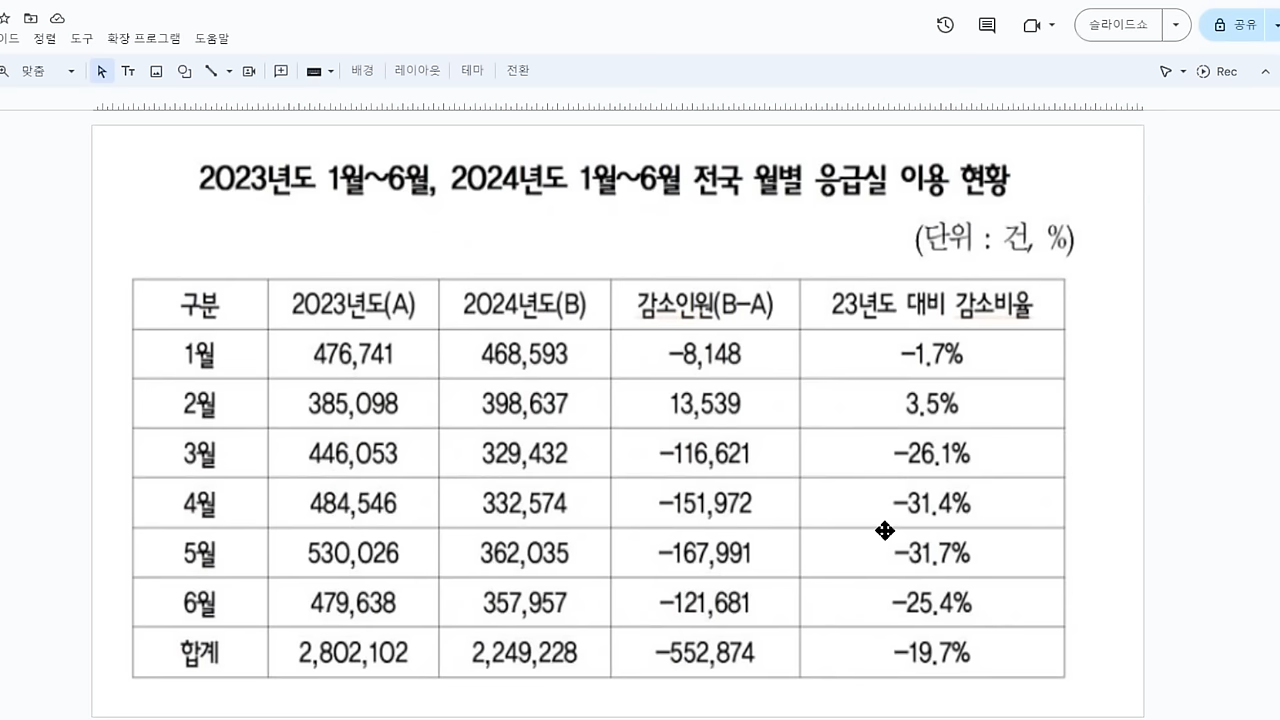 이드 정렬 도구 확장 프로그램 도움말
슬라이드쇼 공유
맞춤 Tт 배경 레이아웃 테마 전환 Rec
2023년도 1월~6월, 2024년도 1월~6월 전국 월별 응급실 이용 현황
(단위 : 건, %)
구분 2023년도(A) 2024년도(B) 감소인원(B-A) 23년도 대비 감소비율
1월 476,741 468,593 -8,148 -1.7%
2월 385,098 398,637 13,539 3.5%
3월 446,053 329,432 -116,621 -26.1%
4월 484,546 332,574 -151,972 -31.4%
5월 530,026 362,035 -167,991 -31.7%
6월 479,638 357,957 -121,681 -25.4%
합계 2,802,102 2,249,228 -552,874 -19.7%